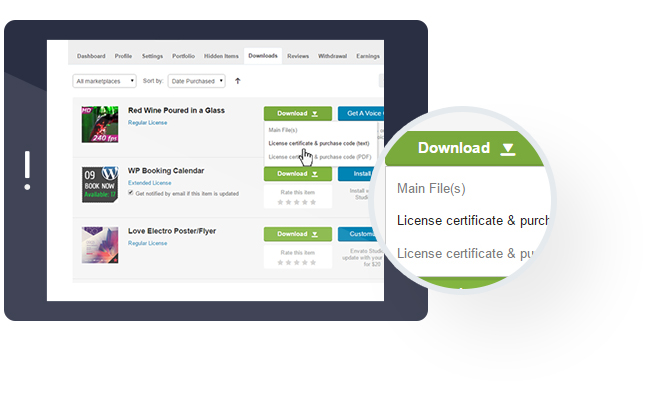 Dashboard Profile Settings Portfolio Hidden Items Downloads Reviews Withdrawal Earnings
All marketplaces Sort by: Date Purchased
HD
240 fps
Red Wine Poured in a Glass
Regular License
Download
Get A Voice
Main File(s)
License certificate & purchase code (text)
License certificate & purchase code (PDF)
09
BOOK NOW
Available: 17
WP Booking Calendar
Extended License
Get notified by email if this item is updated
Download
Install
Rate this item
Install
Studi
Love Electro Poster/Flyer
Regular License
Download
Customiz
Rate this item
Envato Studio
update with your
for $20
Download
Main File(s)
License certificate & purch
License certificate & pu